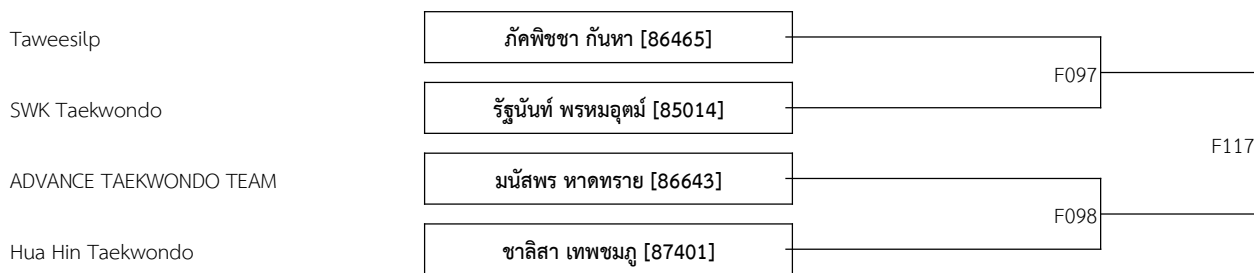 Taweesilp
ภัคพิชชา กันหา [86465]
F097
SWK Taekwondo
รัฐนันท์ พรหมอุตม์ [85014]
F117
ADVANCE TAEKWONDO TEAM
มนัสพร หาดทราย [86643]
F098
Hua Hin Taekwondo
ชาลิสา เทพชมภู [87401]